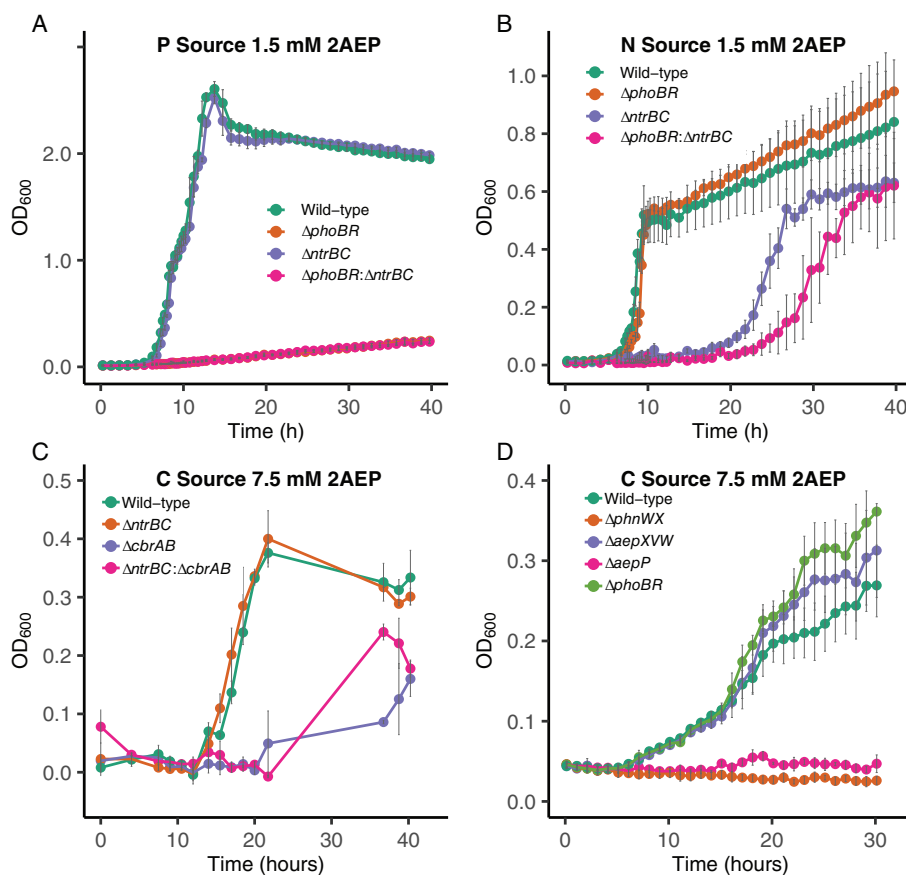 A
P Source 1.5 mM 2AEP
OD600
2.0
1.0
0.0
Wild-type
ΔphoBR
ΔntrBC
ΔphoBR:ΔntrBC
0
10
20
30
40
Time (h)
B
N Source 1.5 mM 2AEP
OD600
1.0
0.8
0.6
0.4
0.2
0.0
Wild-type
ΔphoBR
ΔntrBC
ΔphoBR:ΔntrBC
0
10
20
30
40
Time (h)
C
C Source 7.5 mM 2AEP
OD600
0.5
0.4
0.3
0.2
0.1
0.0
Wild-type
ΔntrBC
ΔcbrAB
ΔntrBC:ΔcbrAB
0
10
20
30
40
Time (hours)
D
C Source 7.5 mM 2AEP
OD600
0.4
0.3
0.2
0.1
0.0
Wild-type
ΔphnWX
ΔaepXVW
ΔaepP
ΔphoBR
0
10
20
30
Time (hours)